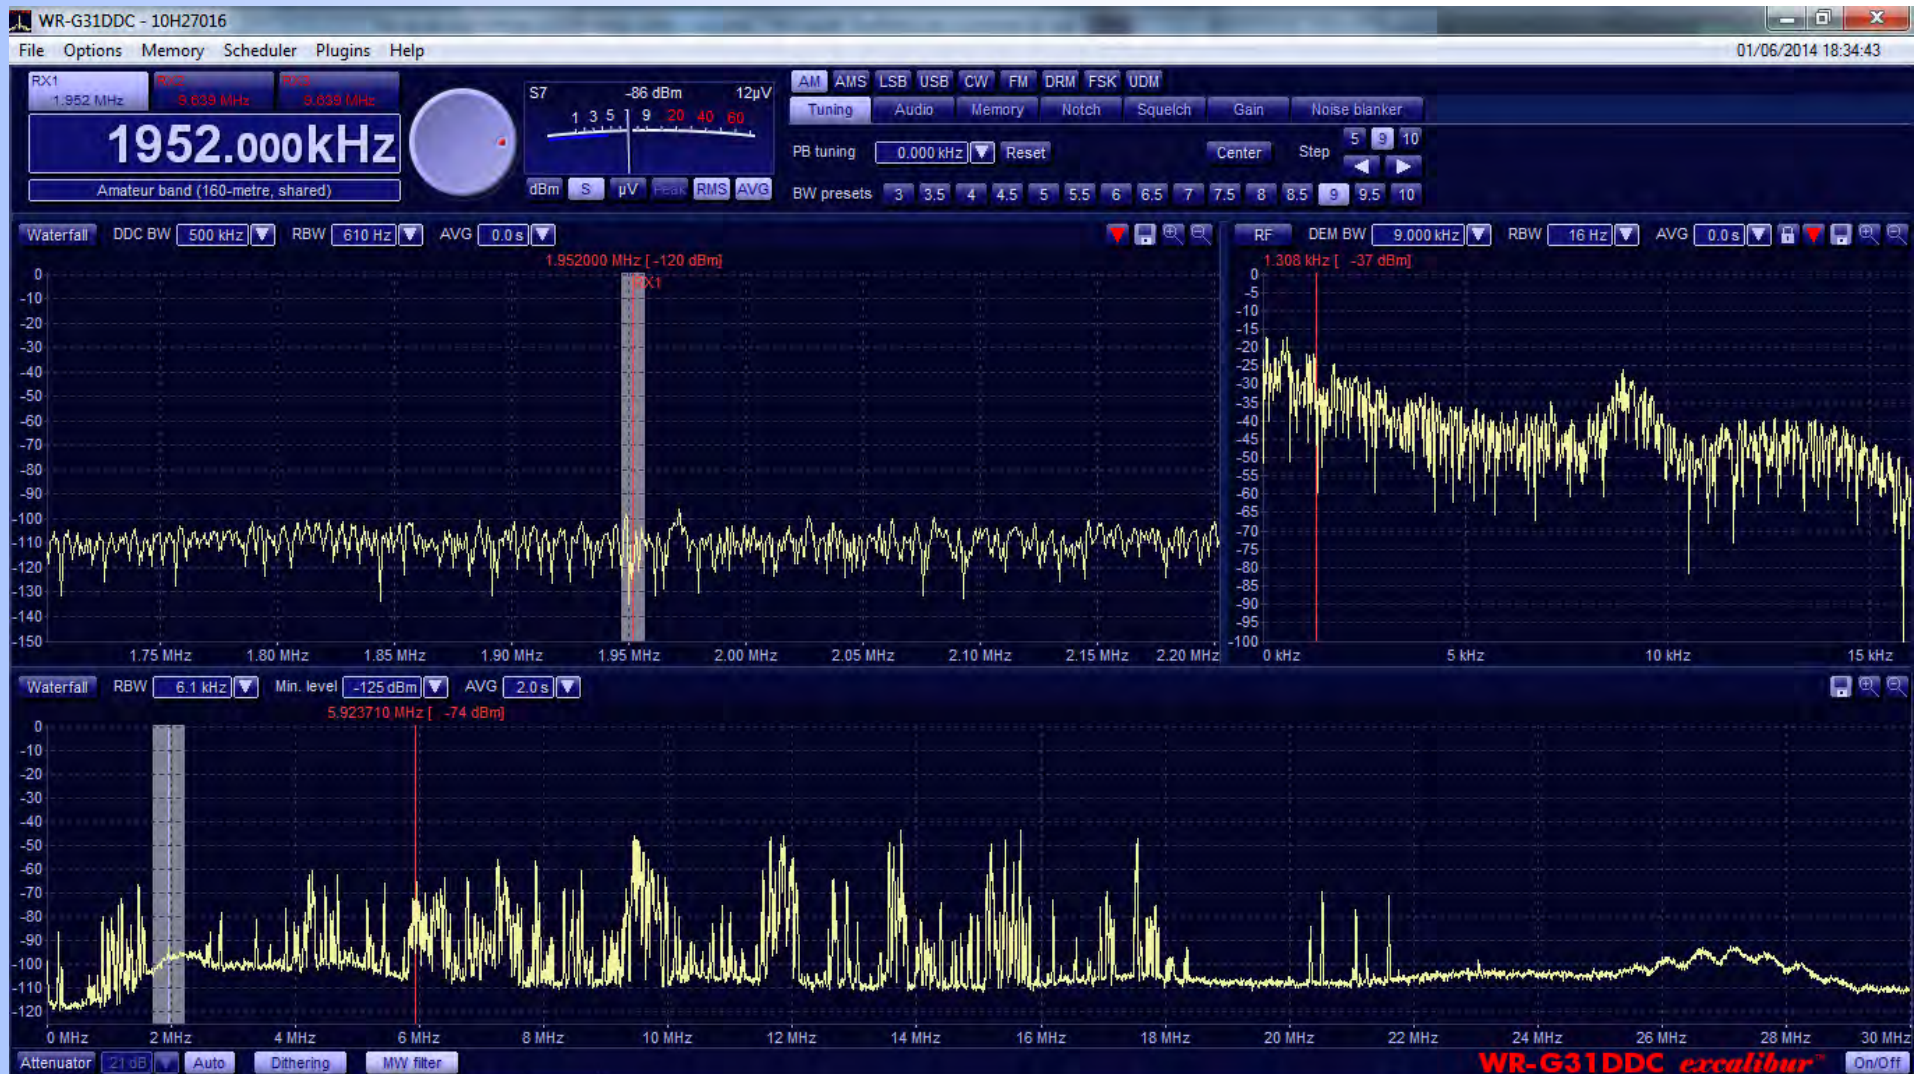 WR-G31DDC - 10H27016
File Options Memory Scheduler Plugins Help 01/06/2014 18:34:43
RX1 RX2 RX3
1.952 MHz 9.639 MHz 9.639 MHz
1952.000 kHz
Amateur band (160-metre, shared)
S7 -86 dBm 12µV
1 3 5 7 9 20 40 60
dBm S µV Peak RMS AVG
AM AMS LSB USB CW FM DRM FSK UDM
Tuning Audio Memory Notch Squelch Gain Noise blanker
PB tuning 0.000 kHz Reset Center Step 5 9 10
BW presets 3 3.5 4 4.5 5 5.5 6 6.5 7 7.5 8 8.5 9 9.5 10
Waterfall DDC BW 500 kHz RBW 610 Hz AVG 0.0 s
1.952000 MHz [ -120 dBm]
RX1
0
-10
-20
-30
-40
-50
-60
-70
-80
-90
-100
-110
-120
-130
-140
-150
1.75 MHz 1.80 MHz 1.85 MHz 1.90 MHz 1.95 MHz 2.00 MHz 2.05 MHz 2.10 MHz 2.15 MHz 2.20 MHz
RF DEM BW 9.000 kHz RBW 16 Hz AVG 0.0 s
1.308 kHz [ -37 dBm]
0
-5
-10
-15
-20
-25
-30
-35
-40
-45
-50
-55
-60
-65
-70
-75
-80
-85
-90
-95
-100
0 kHz 5 kHz 10 kHz 15 kHz
Waterfall RBW 6.1 kHz Min. level -125 dBm AVG 2.0 s
5.923710 MHz [ -74 dBm]
0
-10
-20
-30
-40
-50
-60
-70
-80
-90
-100
-110
-120
0 MHz 2 MHz 4 MHz 6 MHz 8 MHz 10 MHz 12 MHz 14 MHz 16 MHz 18 MHz 20 MHz 22 MHz 24 MHz 26 MHz 28 MHz 30 MHz
Attenuator 21 dB Auto Dithering MW filter WR-G31DDC excalibur™ On/Off